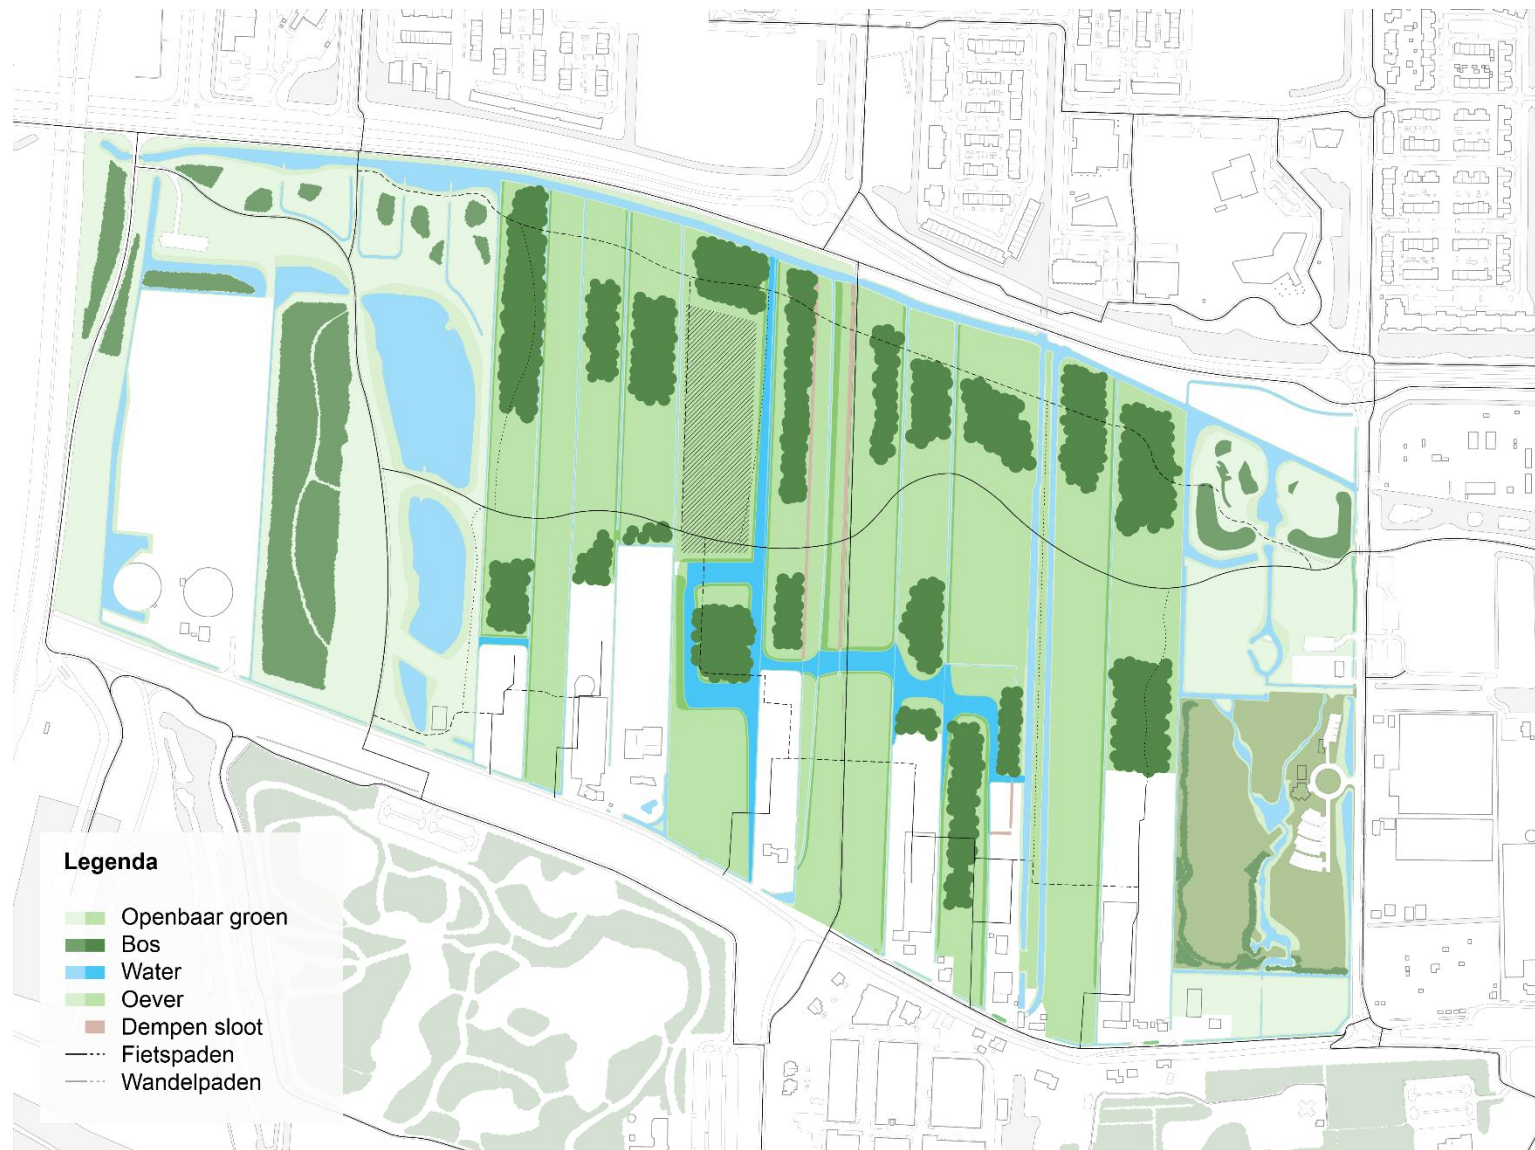 Legenda
Openbaar groen
Bos
Water
Oever
Dempen sloot
Fietspaden
Wandelpaden